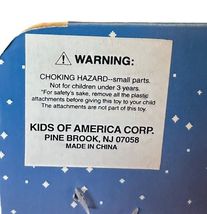 ⚠ WARNING:
CHOKING HAZARD--small parts.
Not for children under 3 years.
"For safety's sake, remove all the plastic
attachments before giving this toy to your child
The attachments are not part of this toy.
KIDS OF AMERICA CORP.
PINE BROOK, NJ 07058
MADE IN CHINA